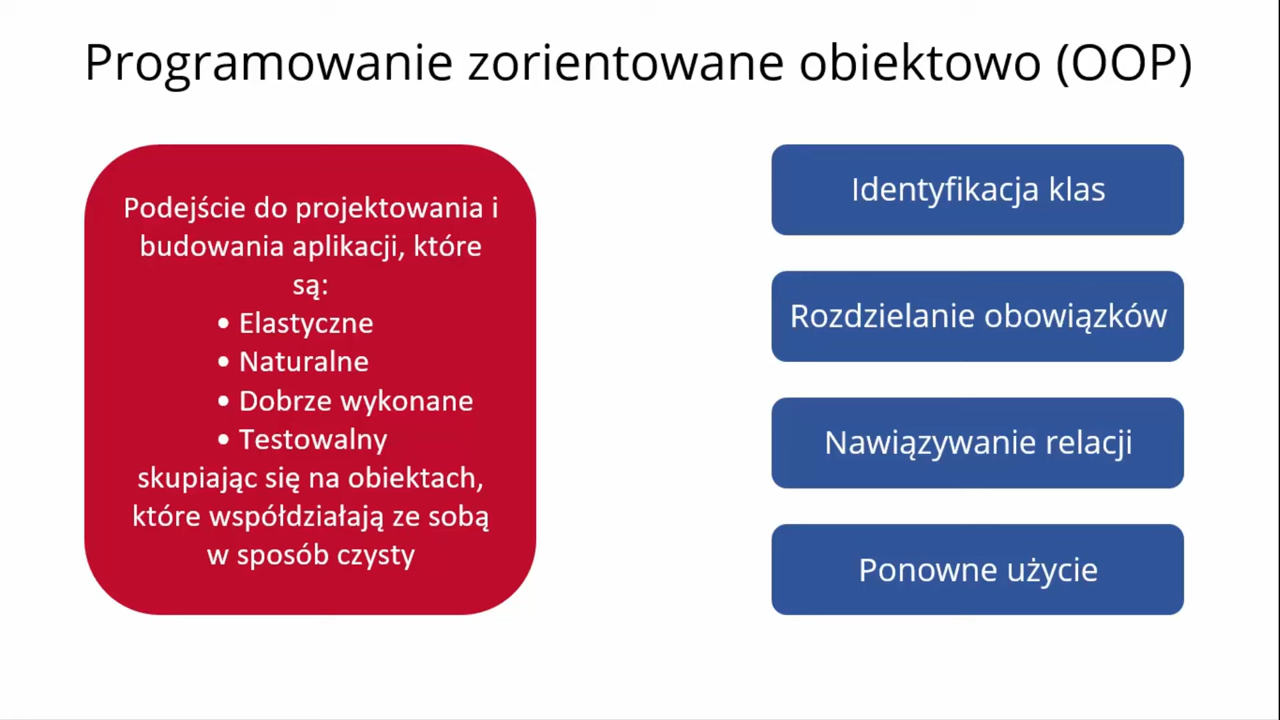 Programowanie zorientowane obiektowo (OOP)
Podejście do projektowania i
budowania aplikacji, które
są:
• Elastyczne
• Naturalne
• Dobrze wykonane
• Testowalny
skupiając się na obiektach,
które współdziałają ze sobą
w sposób czysty
Identyfikacja klas
Rozdzielanie obowiązków
Nawiązywanie relacji
Ponowne użycie